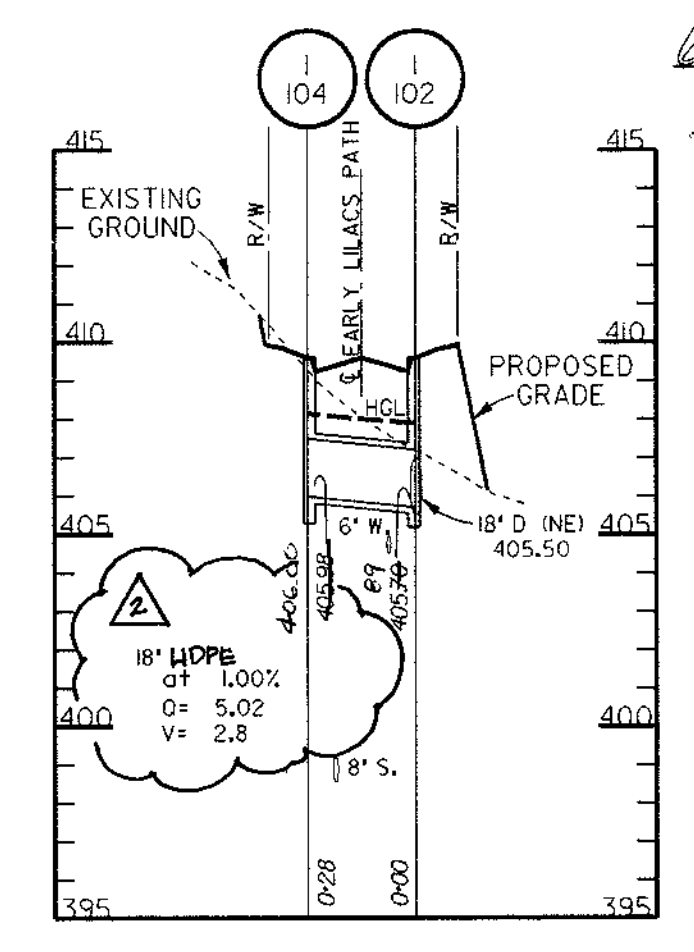 1
104
1
102
415
415
EXISTING
GROUND
R/W
℄ EARLY LILACS PATH
R/W
410
410
PROPOSED
GRADE
HGL
405
405
6" W.
18" D (NE)
405.50
406.00
405.98
89
405.70
2
18" HDPE
at 1.00%
Q= 5.02
V= 2.8
400
400
8" S.
0+28
0+00
395
395